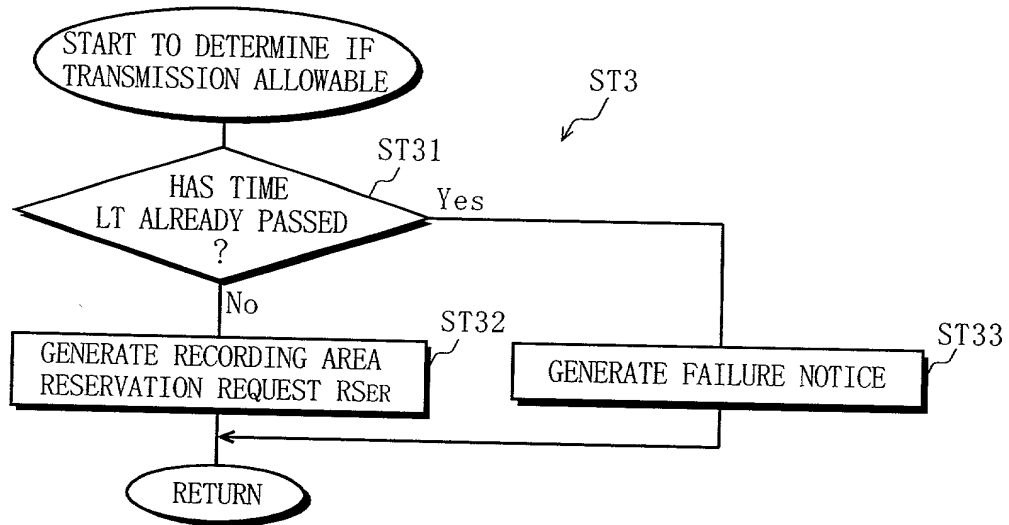 START TO DETERMINE IF
TRANSMISSION ALLOWABLE
ST3
ST31
HAS TIME
LT ALREADY PASSED
?
Yes
No
ST32
GENERATE RECORDING AREA
RESERVATION REQUEST RSER
ST33
GENERATE FAILURE NOTICE
RETURN